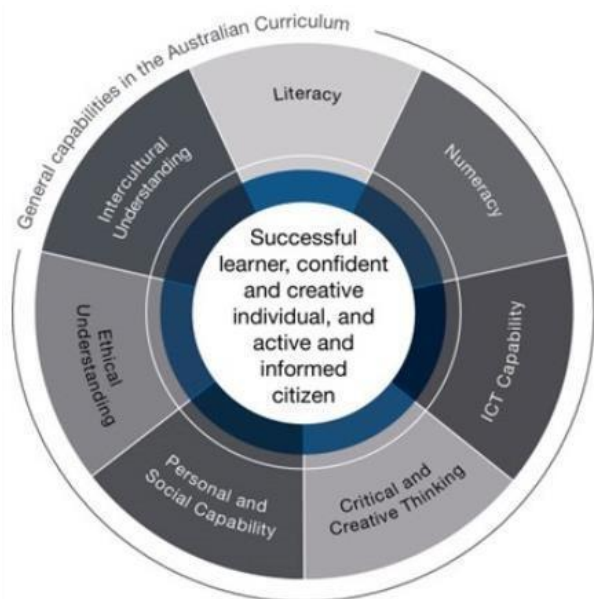 General capabilities in the Australian Curriculum
Literacy
Numeracy
ICT Capability
Critical and
Creative Thinking
Personal and
Social Capability
Ethical
Understanding
Intercultural
Understanding
Successful
learner, confident
and creative
individual, and
active and
informed
citizen